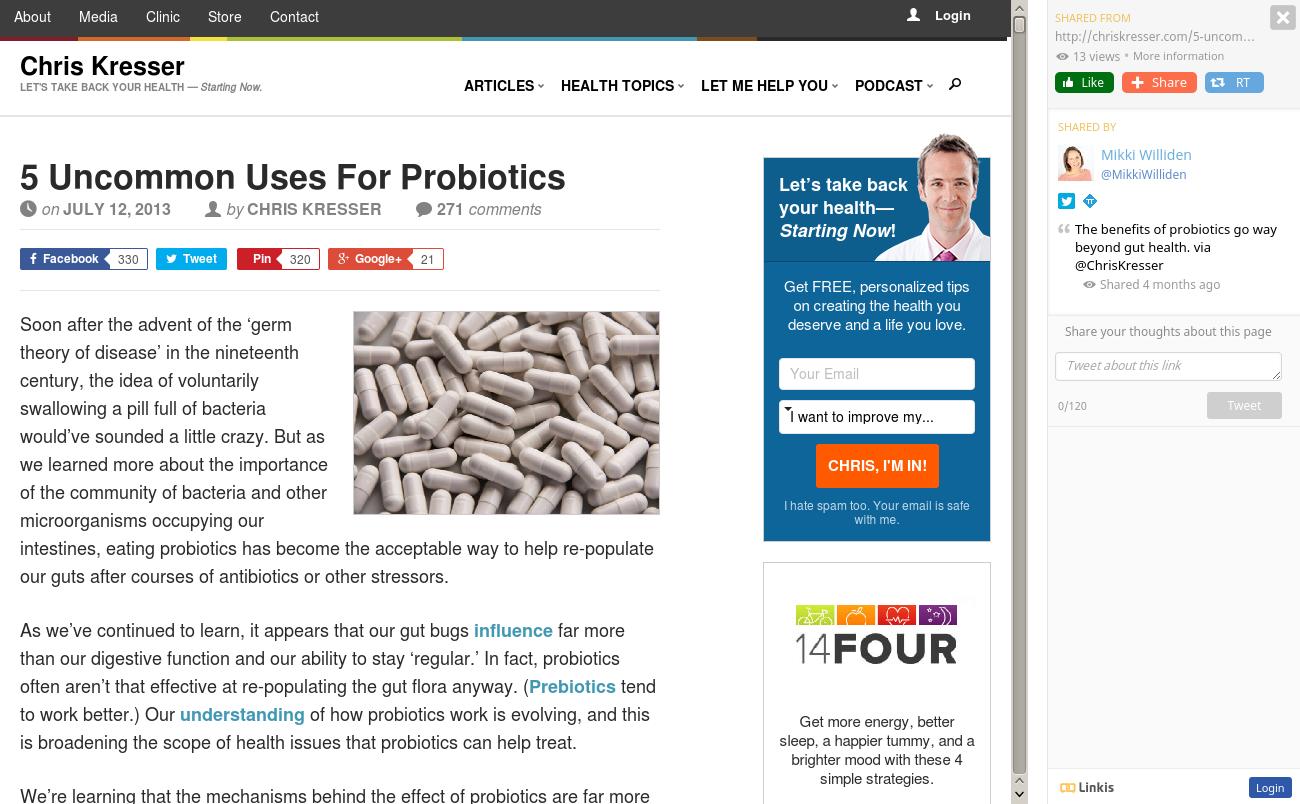 About Media Clinic Store Contact Login
Chris Kresser
LET'S TAKE BACK YOUR HEALTH — Starting Now.
ARTICLES HEALTH TOPICS LET ME HELP YOU PODCAST
5 Uncommon Uses For Probiotics
on JULY 12, 2013 by CHRIS KRESSER 271 comments
Facebook 330 Tweet Pin 320 Google+ 21
Soon after the advent of the ‘germ
theory of disease’ in the nineteenth
century, the idea of voluntarily
swallowing a pill full of bacteria
would’ve sounded a little crazy. But as
we learned more about the importance
of the community of bacteria and other
microorganisms occupying our
intestines, eating probiotics has become the acceptable way to help re-populate
our guts after courses of antibiotics or other stressors.
As we’ve continued to learn, it appears that our gut bugs influence far more
than our digestive function and our ability to stay ‘regular.’ In fact, probiotics
often aren’t that effective at re-populating the gut flora anyway. (Prebiotics tend
to work better.) Our understanding of how probiotics work is evolving, and this
is broadening the scope of health issues that probiotics can help treat.
We’re learning that the mechanisms behind the effect of probiotics are far more
Let’s take back
your health—
Starting Now!
Get FREE, personalized tips
on creating the health you
deserve and a life you love.
Your Email
I want to improve my...
CHRIS, I'M IN!
I hate spam too. Your email is safe
with me.
14FOUR
Get more energy, better
sleep, a happier tummy, and a
brighter mood with these 4
simple strategies.
SHARED FROM
http://chriskresser.com/5-uncom...
13 views • More information
Like Share RT
SHARED BY
Mikki Williden
@MikkiWilliden
The benefits of probiotics go way
beyond gut health. via
@ChrisKresser
Shared 4 months ago
Share your thoughts about this page
Tweet about this link
0/120 Tweet
Linkis Login